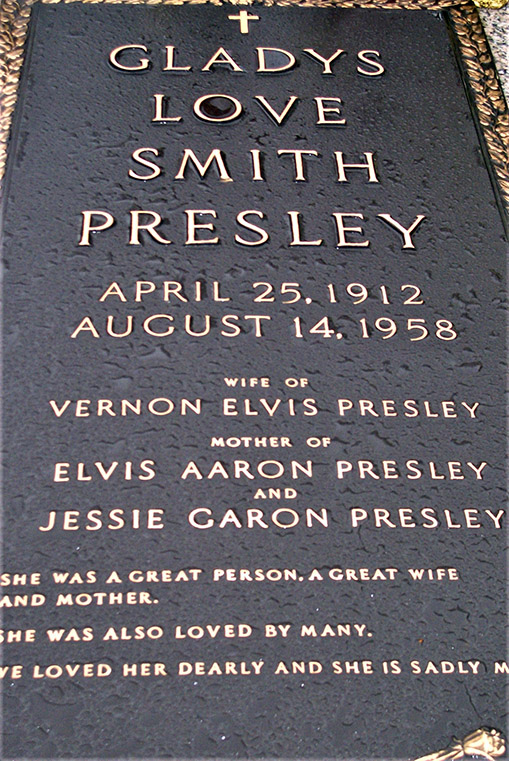 GLADYS
LOVE
SMITH
PRESLEY
APRIL 25, 1912
AUGUST 14, 1958
WIFE OF
VERNON ELVIS PRESLEY
MOTHER OF
ELVIS AARON PRESLEY
AND
JESSIE GARON PRESLEY
SHE WAS A GREAT PERSON, A GREAT WIFE
AND MOTHER.
SHE WAS ALSO LOVED BY MANY.
WE LOVED HER DEARLY AND SHE IS SADLY